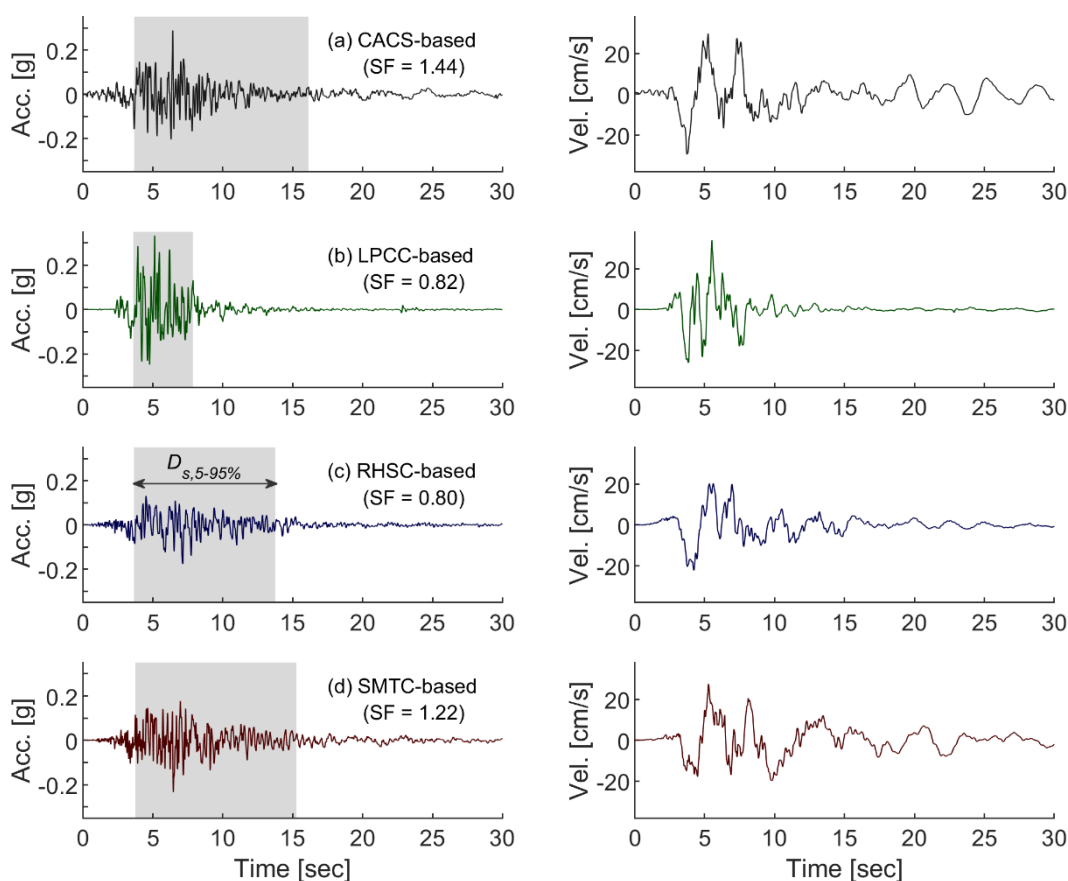 Acc. [g]
0.2
0
-0.2
(a) CACS-based
(SF = 1.44)
0 5 10 15 20 25 30
Vel. [cm/s]
20
0
-20
0 5 10 15 20 25 30
Acc. [g]
0.2
0
-0.2
(b) LPCC-based
(SF = 0.82)
0 5 10 15 20 25 30
Vel. [cm/s]
20
0
-20
0 5 10 15 20 25 30
Acc. [g]
0.2
0
-0.2
D s,5-95%
(c) RHSC-based
(SF = 0.80)
0 5 10 15 20 25 30
Vel. [cm/s]
20
0
-20
0 5 10 15 20 25 30
Acc. [g]
0.2
0
-0.2
(d) SMTC-based
(SF = 1.22)
0 5 10 15 20 25 30
Time [sec]
Vel. [cm/s]
20
0
-20
0 5 10 15 20 25 30
Time [sec]